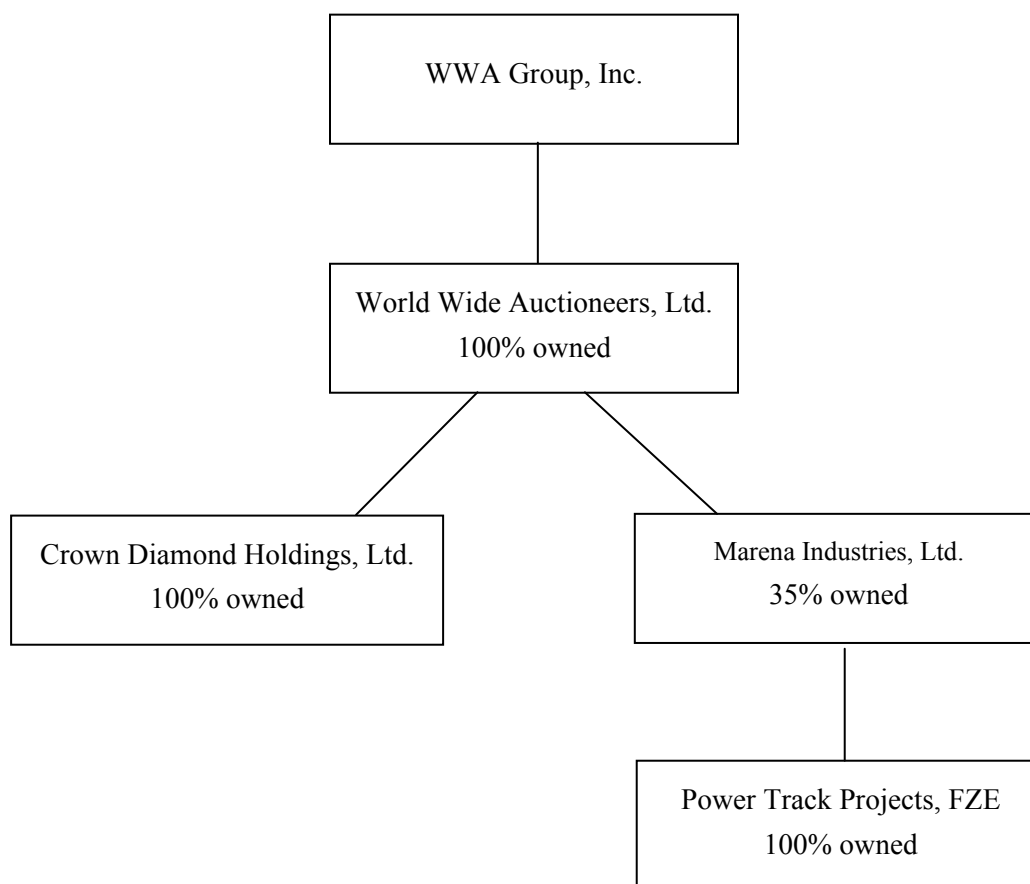 WWA Group, Inc.
World Wide Auctioneers, Ltd.
100% owned
Crown Diamond Holdings, Ltd.
100% owned
Marena Industries, Ltd.
35% owned
Power Track Projects, FZE
100% owned